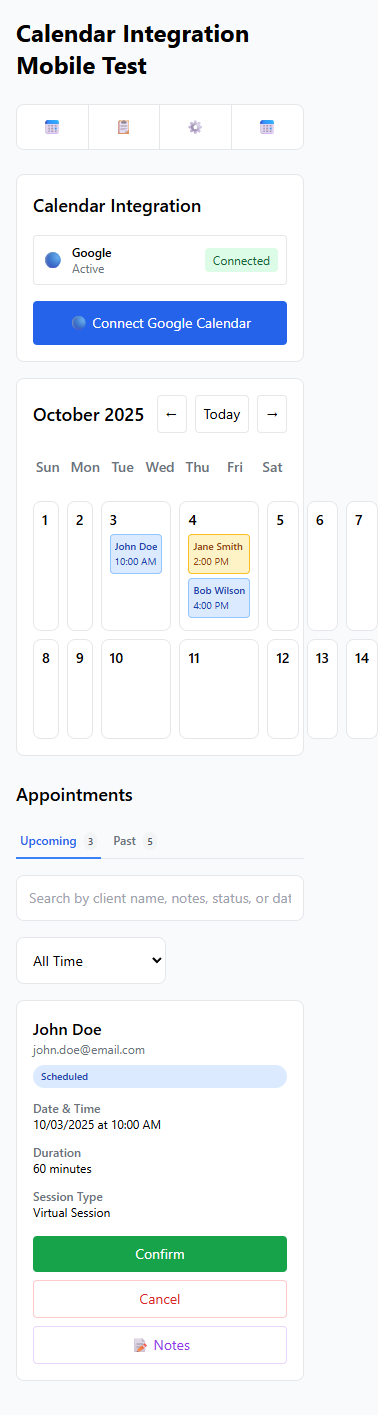 Calendar Integration
Mobile Test
Calendar Integration
Google
Active
Connected
Connect Google Calendar
October 2025
←
Today
→
Sun Mon Tue Wed Thu Fri Sat
1 2 3 4 5 6 7
John Doe
10:00 AM
Jane Smith
2:00 PM
Bob Wilson
4:00 PM
8 9 10 11 12 13 14
Appointments
Upcoming 3 Past 5
Search by client name, notes, status, or dat
All Time
John Doe
john.doe@email.com
Scheduled
Date & Time
10/03/2025 at 10:00 AM
Duration
60 minutes
Session Type
Virtual Session
Confirm
Cancel
Notes